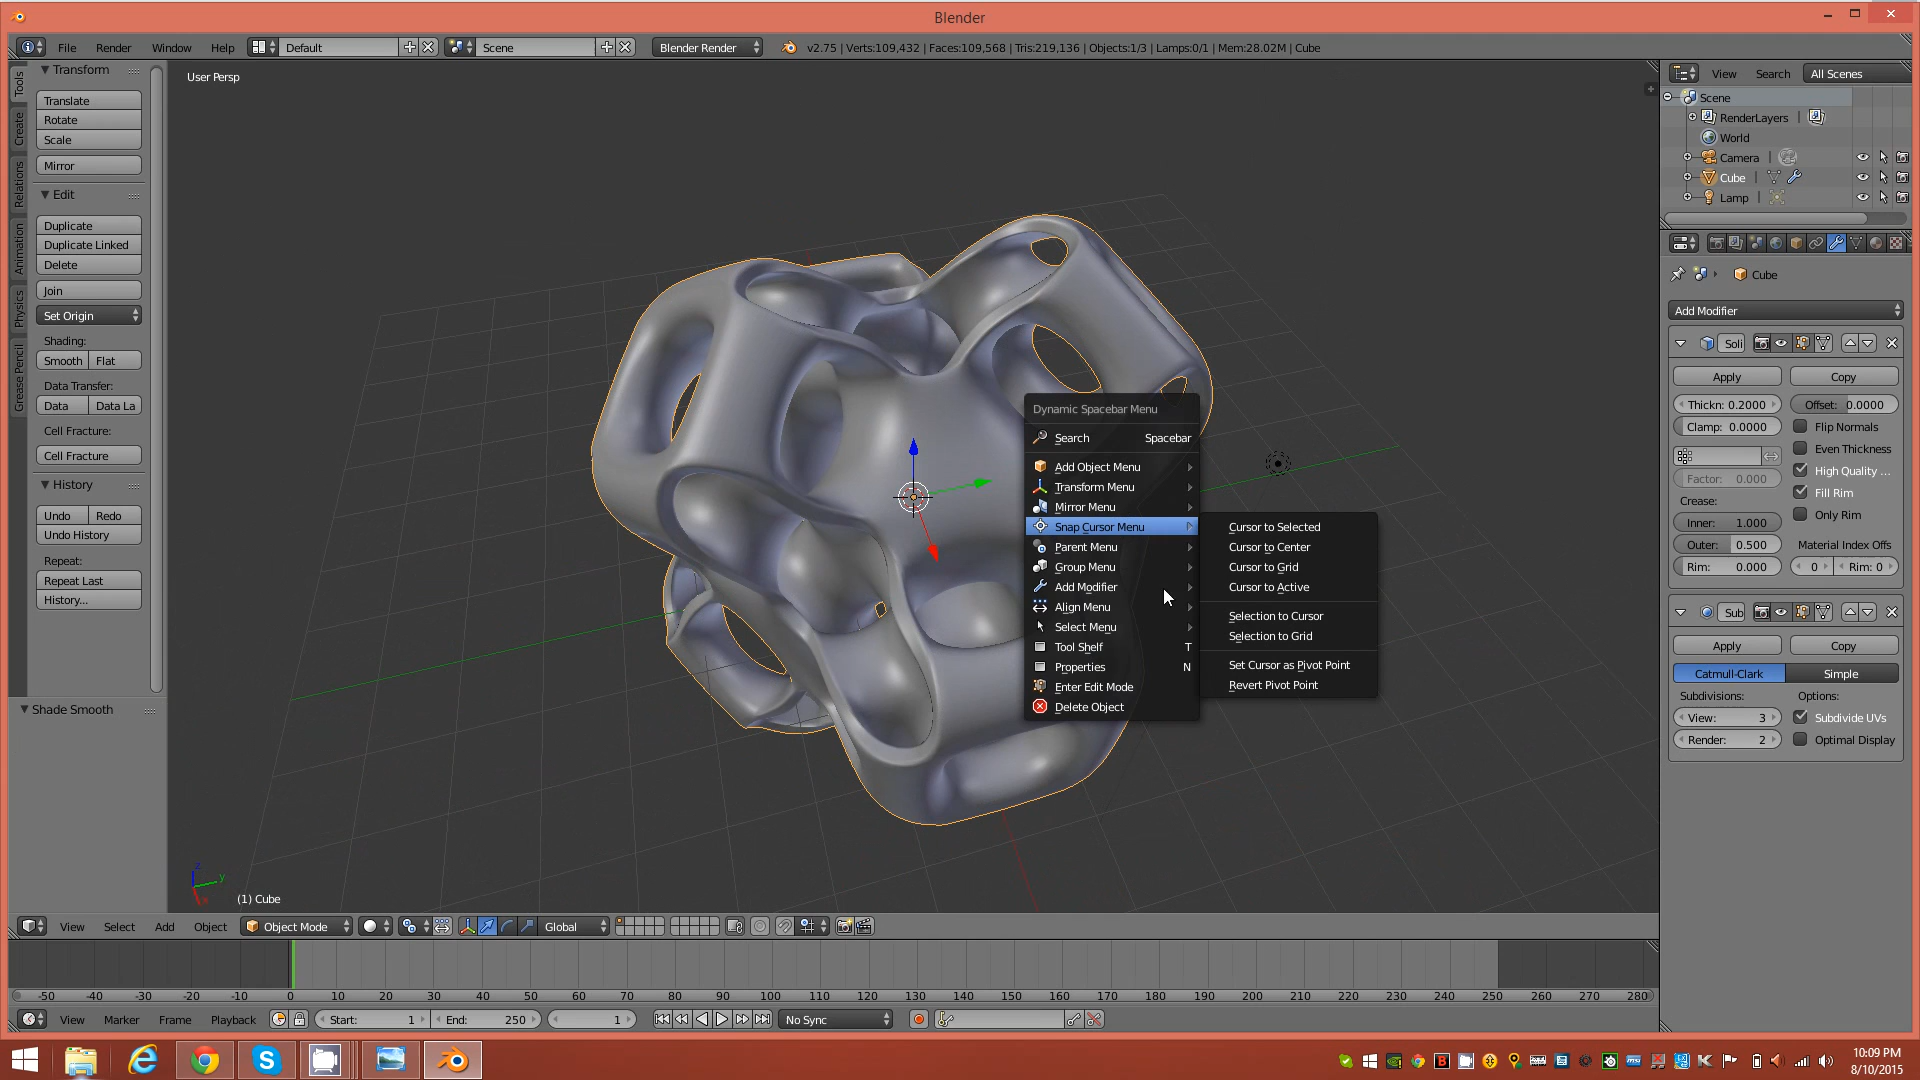 Blender
File Render Window Help Default Scene Blender Render v2.75 | Verts:109,432 | Faces:109,568 | Tris:219,136 | Objects:1/3 | Lamps:0/1 | Mem:28.02M | Cube
Tools
Create
Relations
Animation
Physics
Grease Pencil
Transform
Translate
Rotate
Scale
Mirror
Edit
Duplicate
Duplicate Linked
Delete
Join
Set Origin
Shading:
Smooth Flat
Data Transfer:
Data Data La
Cell Fracture:
Cell Fracture
History
Undo Redo
Undo History
Repeat:
Repeat Last
History...
Shade Smooth
User Persp
Dynamic Spacebar Menu
Search Spacebar
Add Object Menu
Transform Menu
Mirror Menu
Snap Cursor Menu
Parent Menu
Group Menu
Add Modifier
Align Menu
Select Menu
Tool Shelf T
Properties N
Enter Edit Mode
Delete Object
Cursor to Selected
Cursor to Center
Cursor to Grid
Cursor to Active
Selection to Cursor
Selection to Grid
Set Cursor as Pivot Point
Revert Pivot Point
z
y
x
(1) Cube
View Search All Scenes
Scene
RenderLayers
World
Camera
Cube
Lamp
Cube
Add Modifier
Soli
Apply Copy
Thickn: 0.2000 Offset: 0.0000
Clamp: 0.0000 Flip Normals
Even Thickness
High Quality ...
Factor: 0.000 Fill Rim
Crease:
Inner: 1.000 Only Rim
Outer: 0.500 Material Index Offs
Rim: 0.000 0 Rim: 0
Sub
Apply Copy
Catmull-Clark Simple
Subdivisions: Options:
View: 3 Subdivide UVs
Render: 2 Optimal Display
View Select Add Object Object Mode Global
-50 -40 -30 -20 -10 0 10 20 30 40 50 60 70 80 90 100 110 120 130 140 150 160 170 180 190 200 210 220 230 240 250 260 270 280
View Marker Frame Playback Start: 1 End: 250 1 No Sync
10:09 PM
8/10/2015